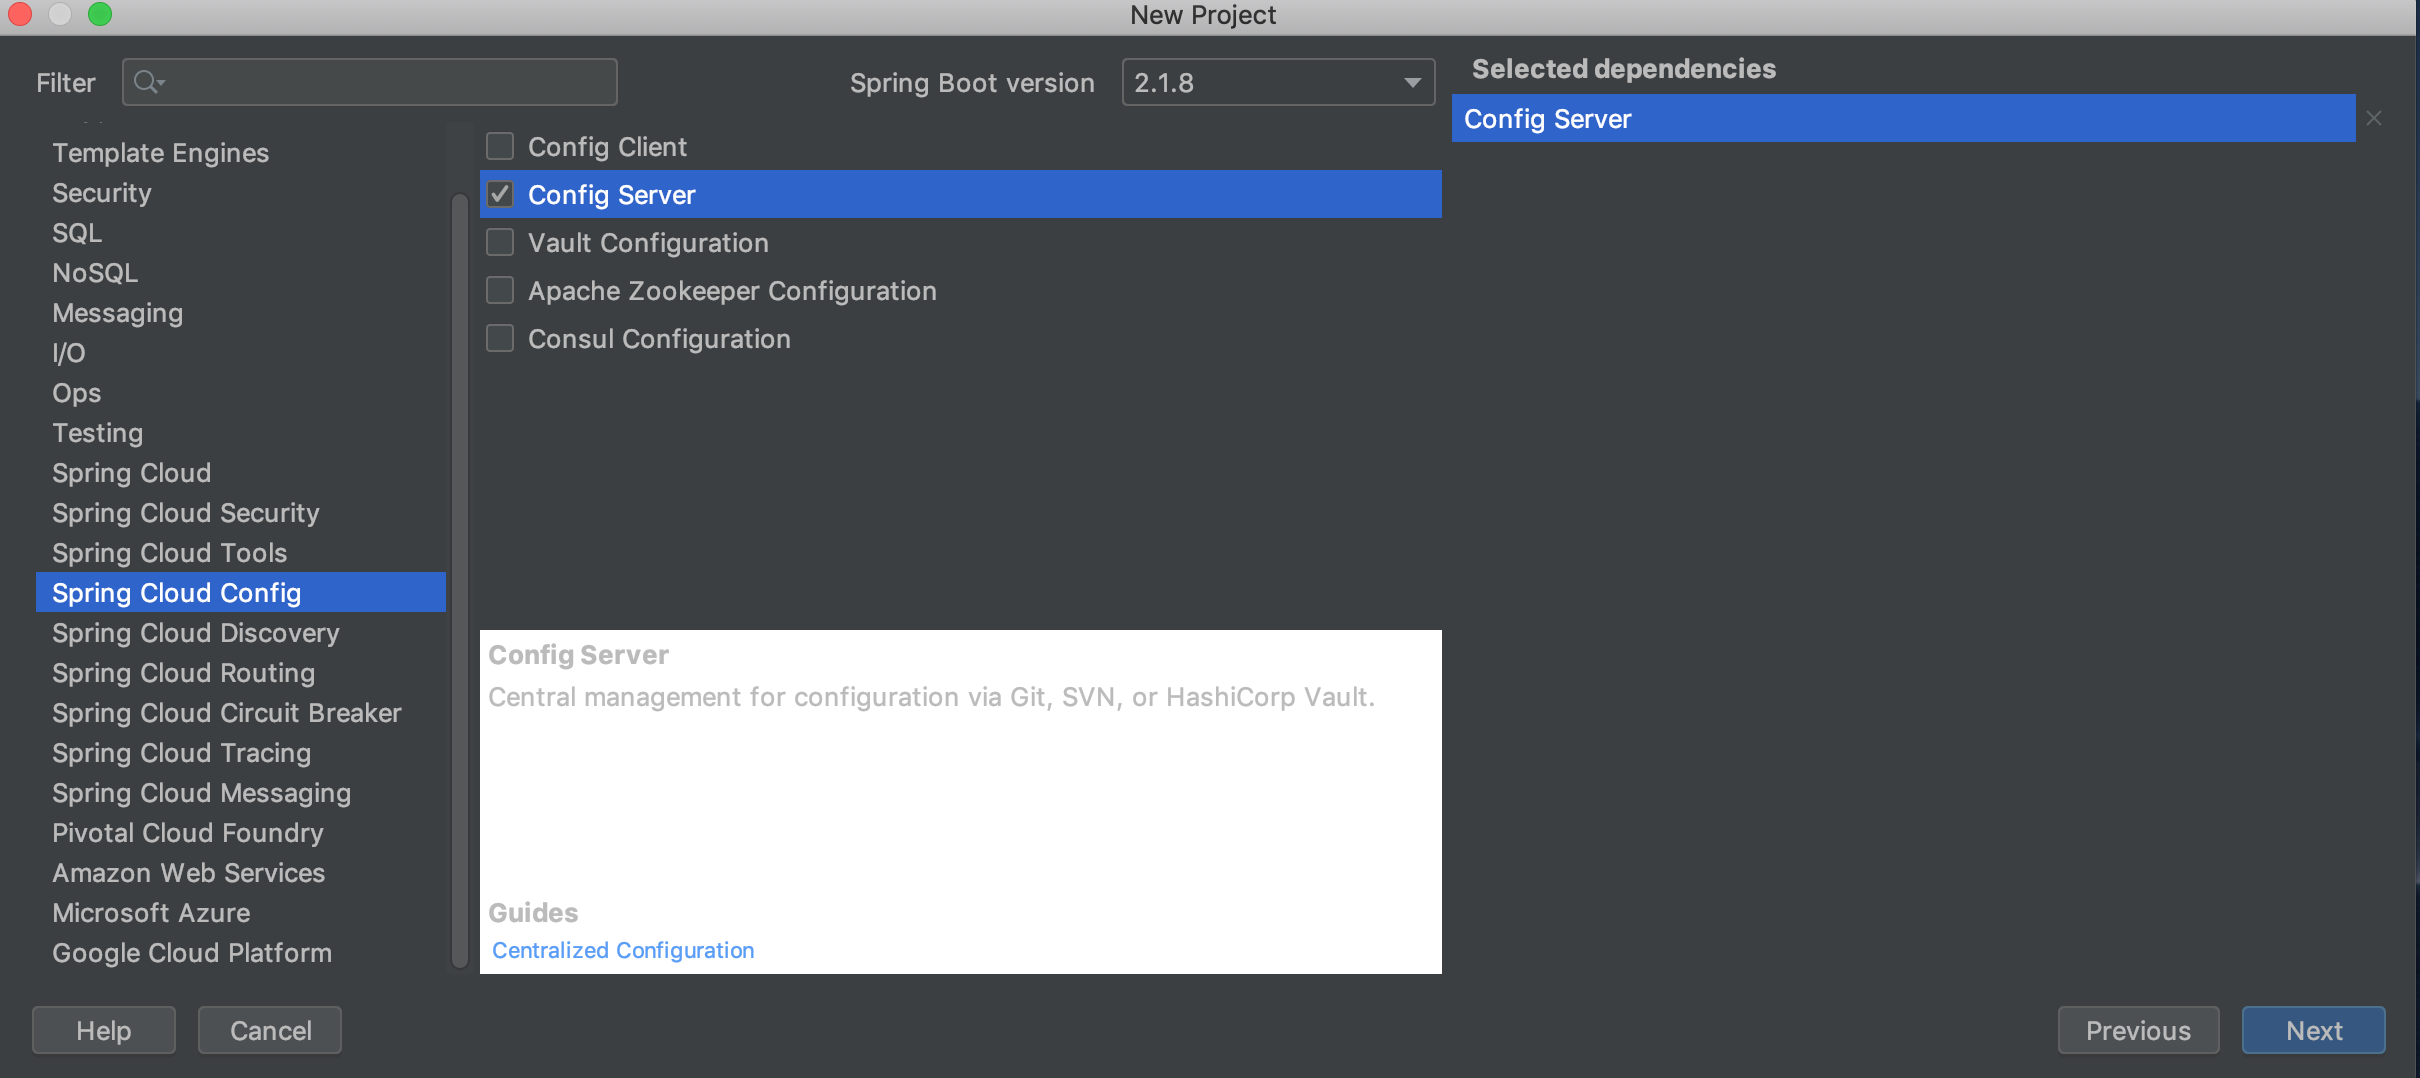 New Project
Filter
Spring Boot version
2.1.8
Selected dependencies
Config Server
Template Engines
Security
SQL
NoSQL
Messaging
I/O
Ops
Testing
Spring Cloud
Spring Cloud Security
Spring Cloud Tools
Spring Cloud Config
Spring Cloud Discovery
Spring Cloud Routing
Spring Cloud Circuit Breaker
Spring Cloud Tracing
Spring Cloud Messaging
Pivotal Cloud Foundry
Amazon Web Services
Microsoft Azure
Google Cloud Platform
Config Client
Config Server
Vault Configuration
Apache Zookeeper Configuration
Consul Configuration
Config Server
Central management for configuration via Git, SVN, or HashiCorp Vault.
Guides
Centralized Configuration
Help
Cancel
Previous
Next